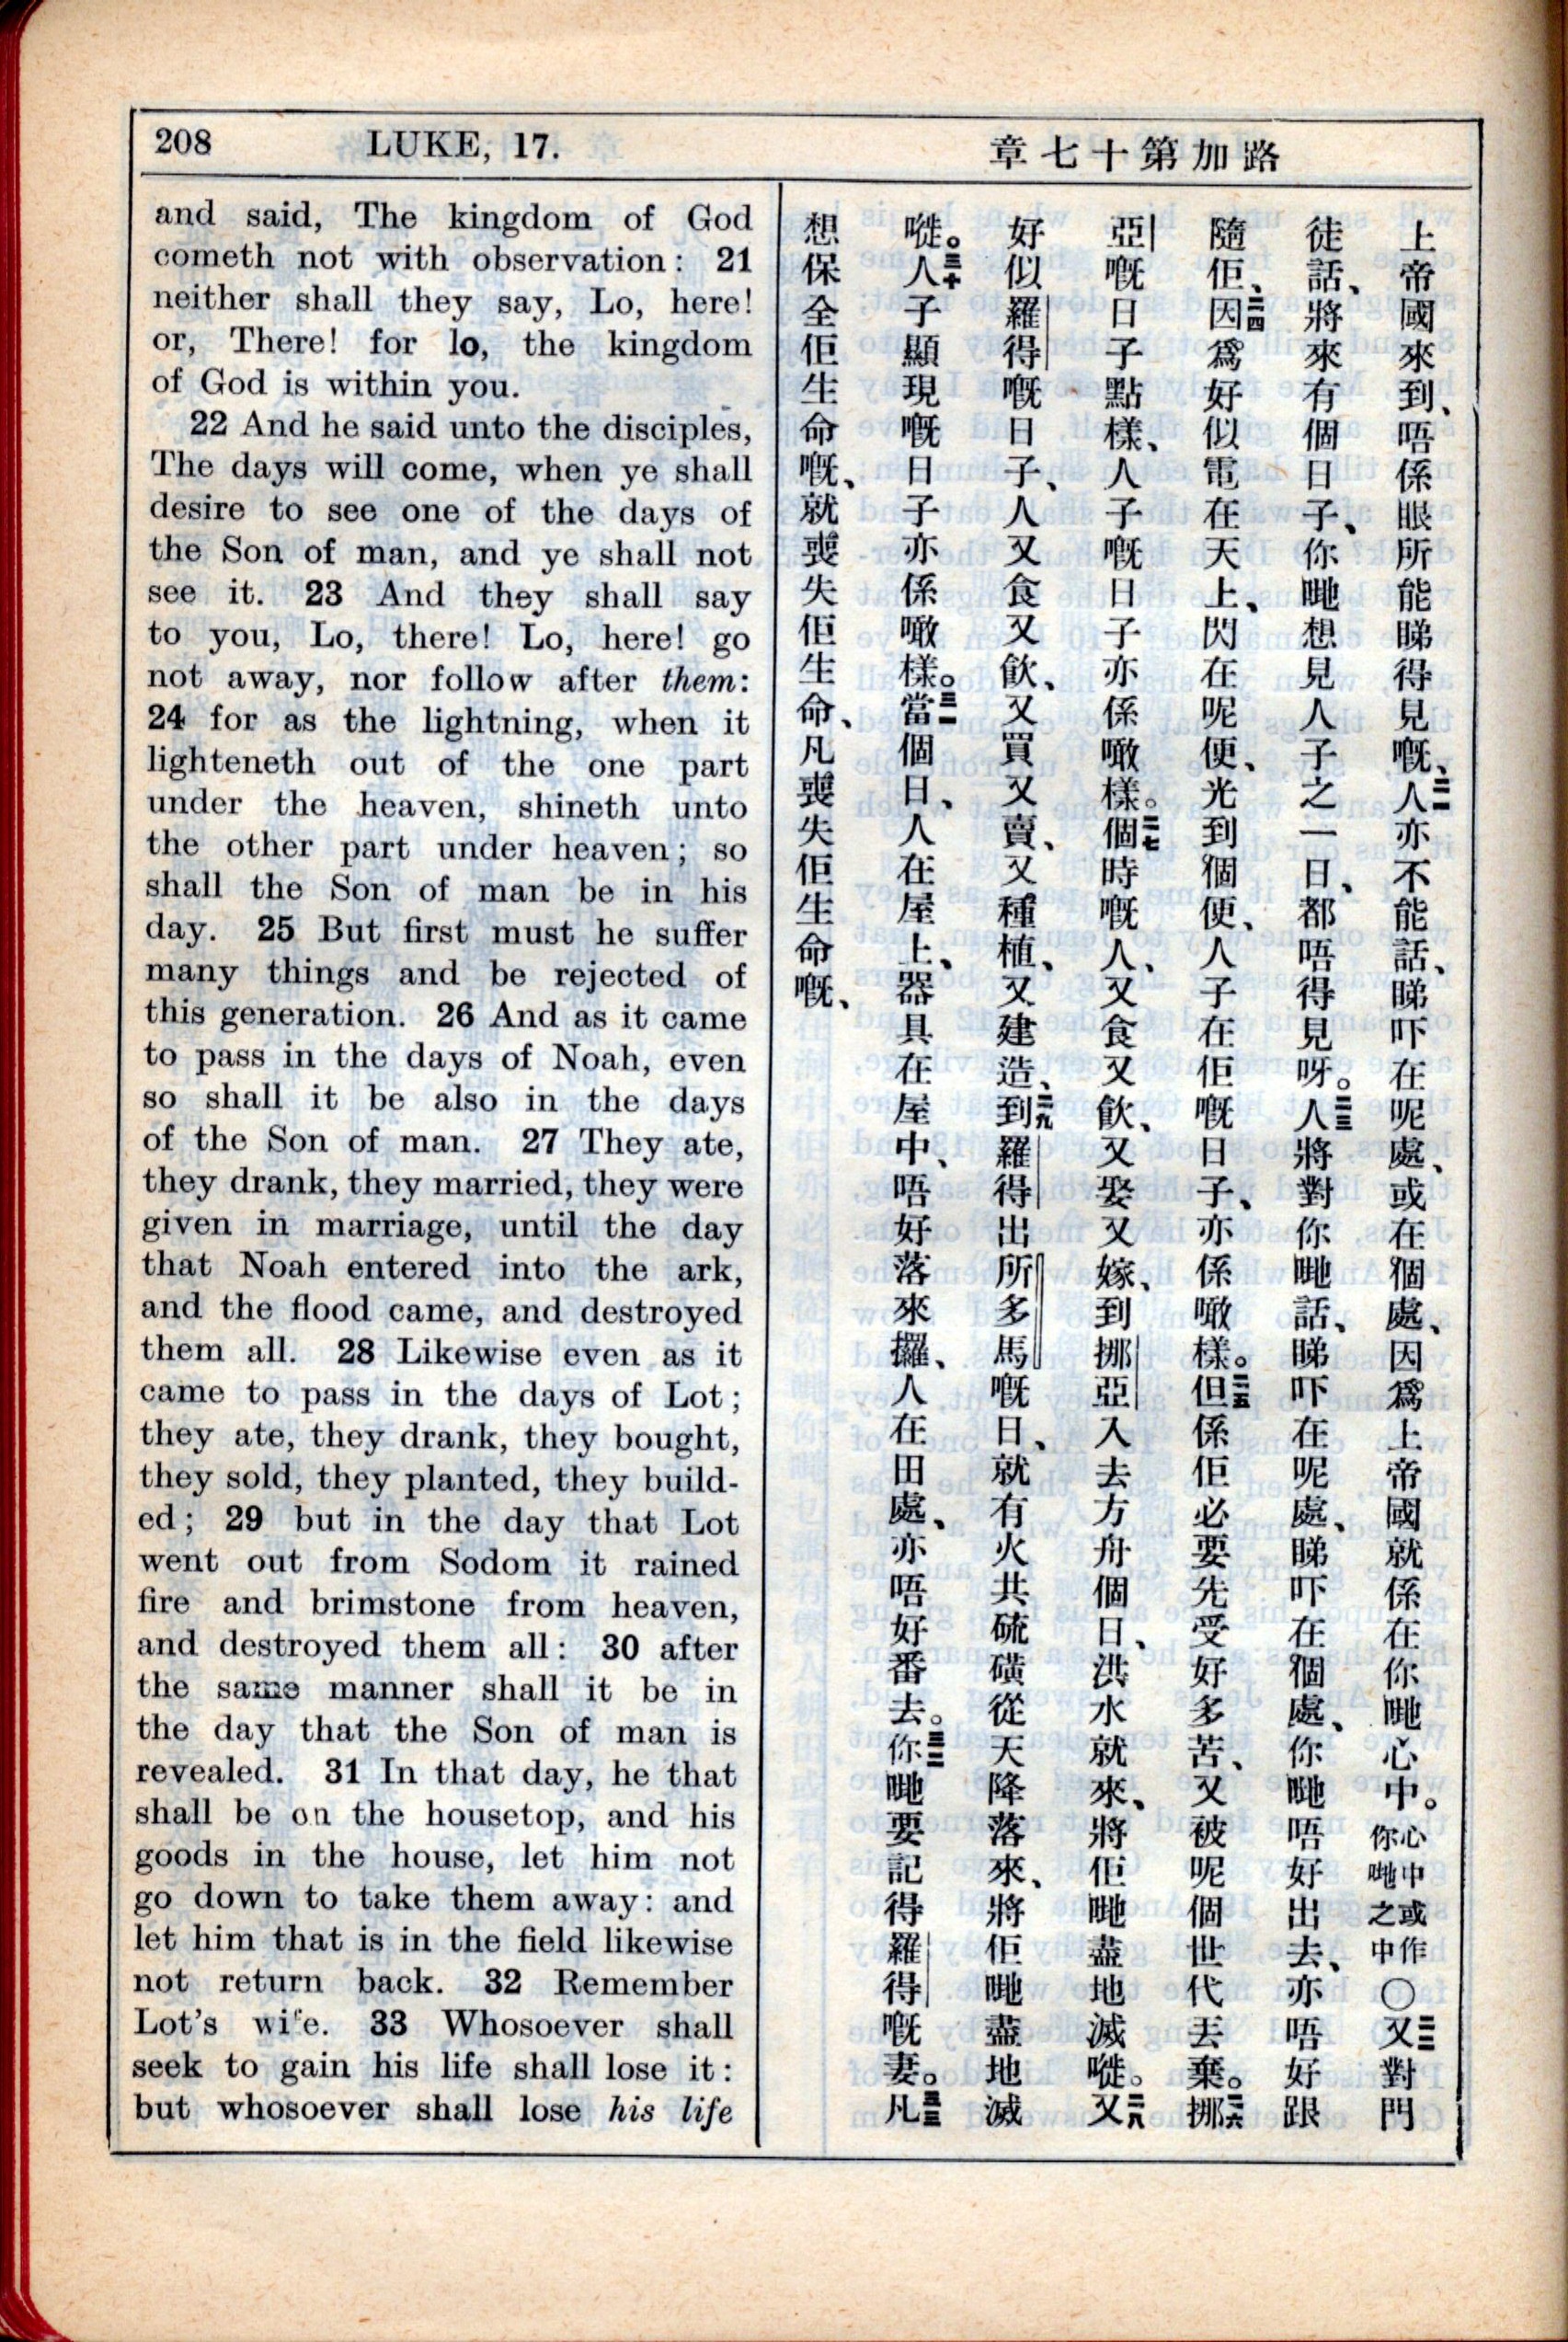 208 LUKE, 17.
章七十第加路
and said, The kingdom of God
cometh not with observation: 21
neither shall they say, Lo, here!
or, There! for lo, the kingdom
of God is within you.
22 And he said unto the disciples,
The days will come, when ye shall
desire to see one of the days of
the Son of man, and ye shall not
see it. 23 And they shall say
to you, Lo, there! Lo, here! go
not away, nor follow after them:
24 for as the lightning, when it
lighteneth out of the one part
under the heaven, shineth unto
the other part under heaven; so
shall the Son of man be in his
day. 25 But first must he suffer
many things and be rejected of
this generation. 26 And as it came
to pass in the days of Noah, even
so shall it be also in the days
of the Son of man. 27 They ate,
they drank, they married, they were
given in marriage, until the day
that Noah entered into the ark,
and the flood came, and destroyed
them all. 28 Likewise even as it
came to pass in the days of Lot;
they ate, they drank, they bought,
they sold, they planted, they build-
ed; 29 but in the day that Lot
went out from Sodom it rained
fire and brimstone from heaven,
and destroyed them all: 30 after
the same manner shall it be in
the day that the Son of man is
revealed. 31 In that day, he that
shall be on the housetop, and his
goods in the house, let him not
go down to take them away: and
let him that is in the field likewise
not return back. 32 Remember
Lot's wife. 33 Whosoever shall
seek to gain his life shall lose it:
but whosoever shall lose his life
上帝國來到、唔係眼所能睇得見嘅、二一人亦不能話、睇吓在呢處、或在嗰處、因爲上帝國就係在你哋心中。心中或作你哋之中〇二二又對門
徒話、將來有個日子、你哋想見人子之一日、都唔得見呀。二三人將對你哋話、睇吓在呢處、睇吓在嗰處、你哋唔好出去、亦唔好跟
隨佢、二四因爲好似電在天上、閃在呢便、光到嗰便、人子在佢嘅日子、亦係噉樣。二五但係佢必要先受好多苦、又被呢個世代丟棄。二六挪
亞嘅日子點樣、人子嘅日子亦係噉樣。二七個時嘅人、又食又飲、又娶又嫁、到挪亞入去方舟個日、洪水就來、將佢哋盡地滅嘥。二八又
好似羅得嘅日子、人又食又飲、又買又賣、又種植、又建造、二九到羅得出所多馬嘅日、就有火共硫磺從天降落來、將佢哋盡地滅
嘥。三十人子顯現嘅日子亦係噉樣。三一當個日、人在屋上、器具在屋中、唔好落來攞、人在田處、亦唔好番去。三二你哋要記得羅得嘅妻。三三凡
想保全佢生命嘅、就喪失佢生命、凡喪失佢生命嘅、